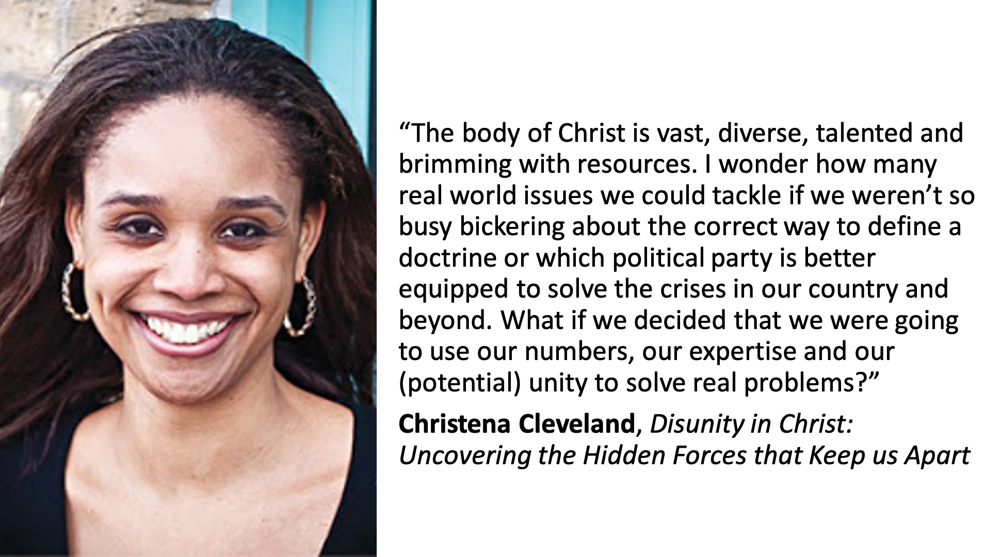 “The body of Christ is vast, diverse, talented and
brimming with resources. I wonder how many
real world issues we could tackle if we weren’t so
busy bickering about the correct way to define a
doctrine or which political party is better
equipped to solve the crises in our country and
beyond. What if we decided that we were going
to use our numbers, our expertise and our
(potential) unity to solve real problems?”
Christena Cleveland, Disunity in Christ:
Uncovering the Hidden Forces that Keep us Apart